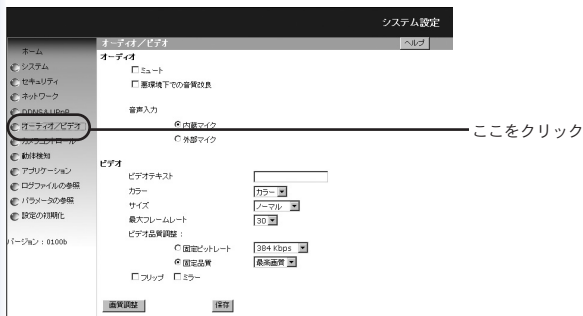 システム設定
オーディオ/ビデオ
ヘルプ
ホーム
システム
セキュリティ
ネットワーク
DDNS& UPnP
オーディオ/ビデオ
カメラコントロール
動体検知
アプリケーション
ログファイルの参照
パラメータの参照
設定の初期化
バージョン:0100b
オーディオ
ミュート
悪環境下での音質改良
音声入力
内蔵マイク
外部マイク
ここをクリック
ビデオ
ビデオテキスト
カラー カラー
サイズ ノーマル
最大フレームレート 30
ビデオ品質調整:
固定ビットレート 384 Kbps
固定品質 最高画質
フリップ ミラー
画質調整 保存